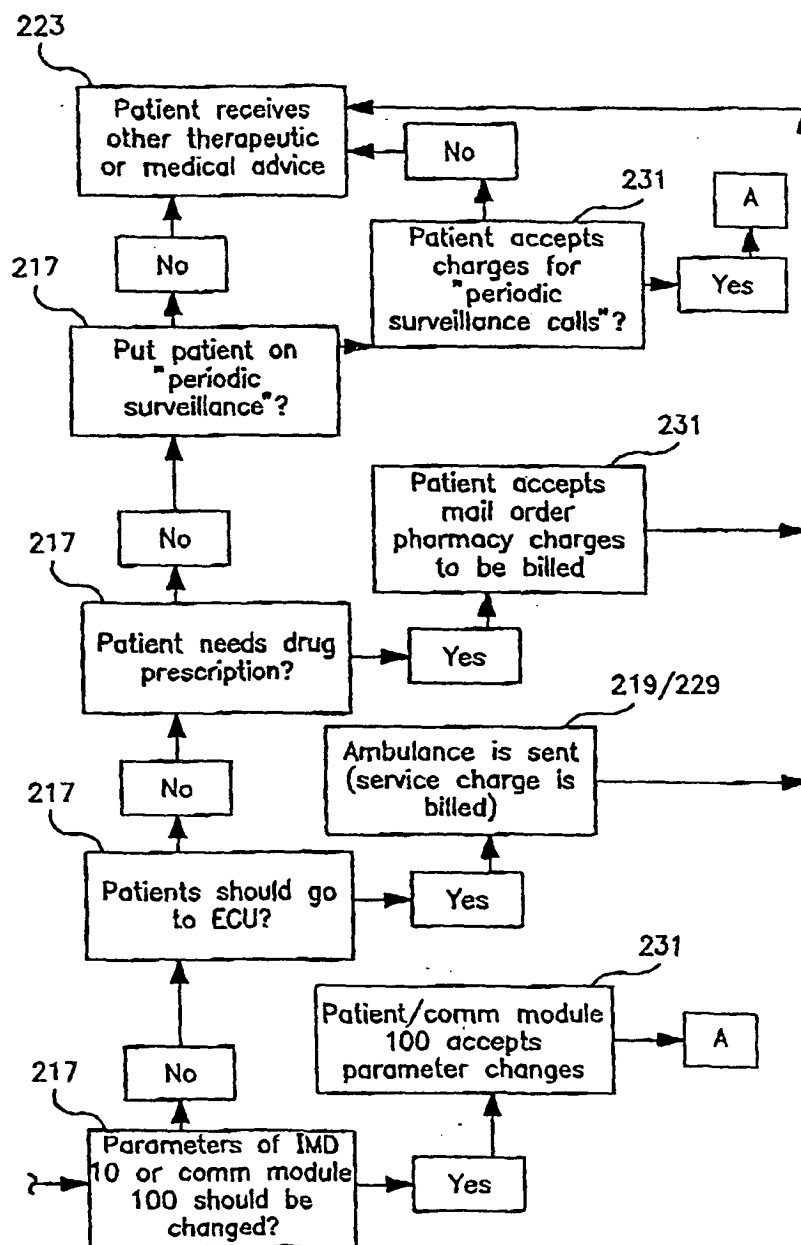 223
Patient receives
other therapeutic
or medical advice
No
231
A
No
Patient accepts
charges for
"periodic
surveillance calls"?
Yes
217
Put patient on
"periodic
surveillance"?
231
No
Patient accepts
mail order
pharmacy charges
to be billed
217
Patient needs drug
prescription?
Yes
219/229
No
Ambulance is sent
(service charge is
billed)
217
Patients should go
to ECU?
Yes
231
No
Patient/comm module
100 accepts
parameter changes
A
217
Parameters of IMD
10 or comm module
100 should be
changed?
Yes